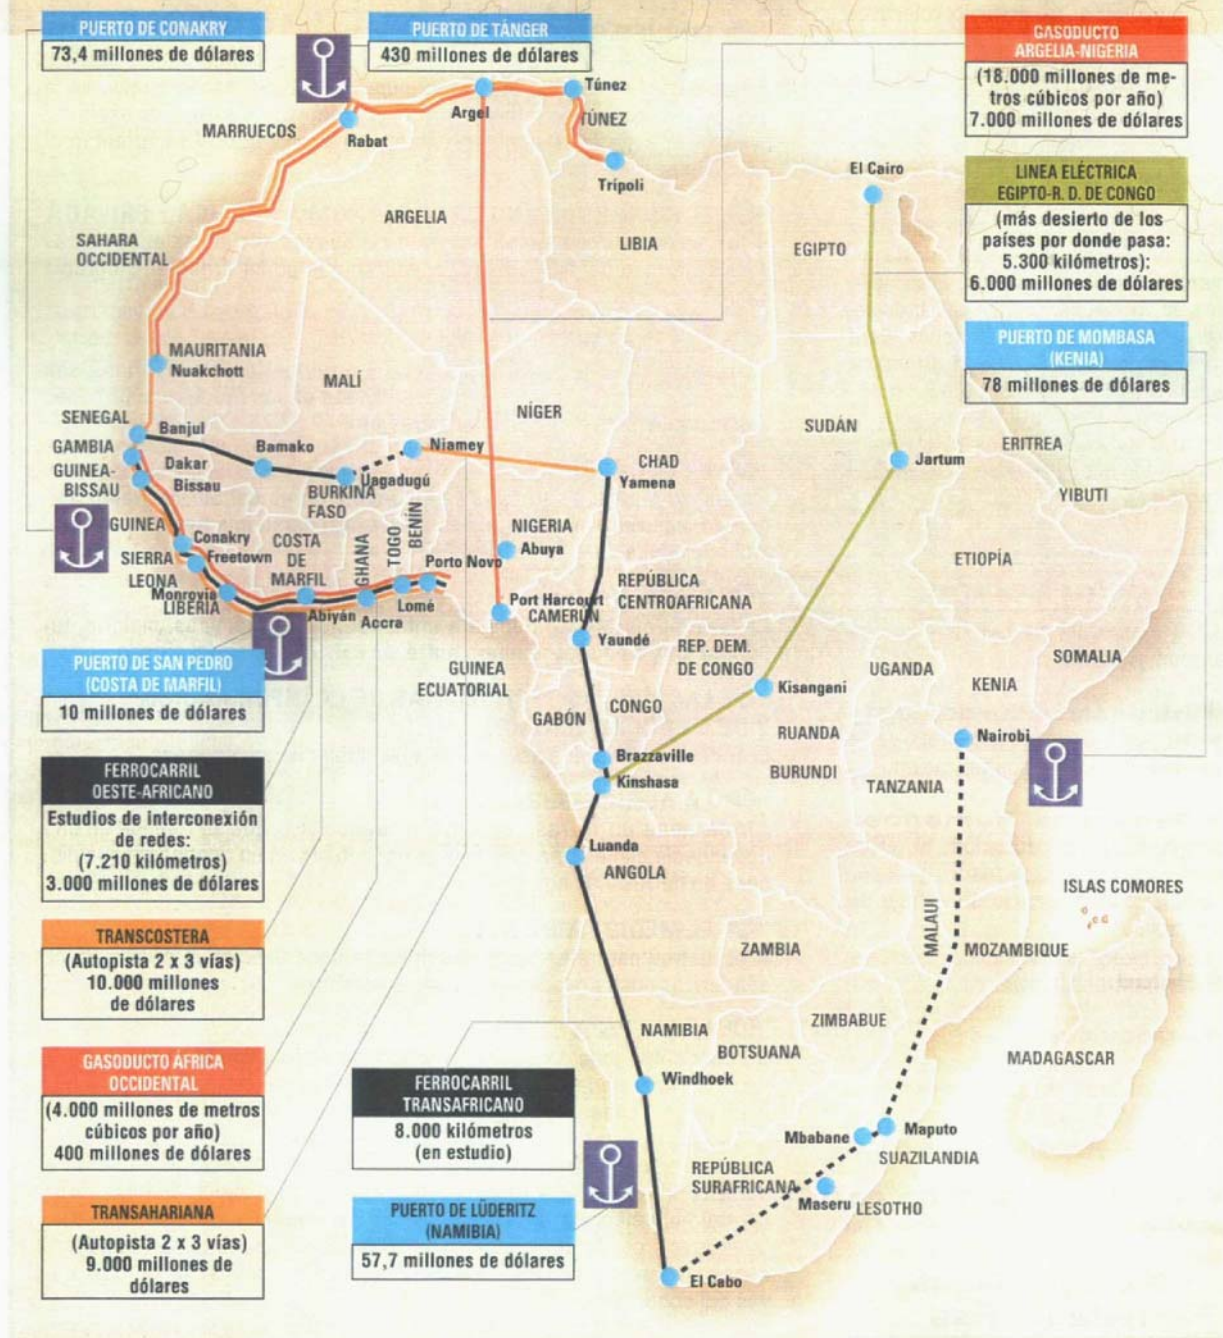 PUERTO DE CONAKRY
73,4 millones de dólares
PUERTO DE TÁNGER
430 millones de dólares
GASODUCTO
ARGELIA-NIGERIA
(18.000 millones de me-
tros cúbicos por año)
7.000 millones de dólares
LINEA ELÉCTRICA
EGIPTO-R. D. DE CONGO
(más desierto de los
países por donde pasa:
5.300 kilómetros):
6.000 millones de dólares
PUERTO DE MOMBASA
(KENIA)
78 millones de dólares
Túnez
Argel
TÚNEZ
MARRUECOS
Rabat
Trípoli
El Cairo
ARGELIA
SAHARA
OCCIDENTAL
LIBIA
EGIPTO
MAURITANIA
Nuakchott
MALÍ
NÍGER
SENEGAL
Banjul
SUDÁN
ERITREA
GAMBIA
Bamako
Niamey
CHAD
Yamena
Jartum
GUINEA-
BISSAU
Dakar
Bissau
Uagadugú
BURKINA
FASO
YIBUTI
GUINEA
Conakry
COSTA
DE
MARFIL
GHANA
TOGO
BENÍN
NIGERIA
Abuya
ETIOPÍA
SIERRA
LEONA
Freetown
Porto Novo
REPÚBLICA
CENTROAFRICANA
Monrovia
LIBERIA
Abiyán
Accra
Lomé
Port Harcourt
CAMERÚN
Yaundé
REP. DEM.
DE CONGO
UGANDA
SOMALIA
GUINEA
ECUATORIAL
Kisangani
KENIA
GABÓN
CONGO
RUANDA
Nairobi
Brazzaville
Kinshasa
BURUNDI
TANZANIA
PUERTO DE SAN PEDRO
(COSTA DE MARFIL)
10 millones de dólares
FERROCARRIL
OESTE-AFRICANO
Estudios de interconexión
de redes:
(7.210 kilómetros)
3.000 millones de dólares
Luanda
ANGOLA
ISLAS COMORES
TRANSCOSTERA
(Autopista 2 x 3 vías)
10.000 millones
de dólares
ZAMBIA
MALAUI
MOZAMBIQUE
NAMIBIA
BOTSUANA
ZIMBABUE
MADAGASCAR
GASODUCTO ÁFRICA
OCCIDENTAL
(4.000 millones de metros
cúbicos por año)
400 millones de dólares
FERROCARRIL
TRANSAFRICANO
8.000 kilómetros
(en estudio)
Windhoek
Mbabane
Maputo
SUAZILANDIA
REPÚBLICA
SURAFRICANA
Maseru
LESOTHO
TRANSAHARIANA
(Autopista 2 x 3 vías)
9.000 millones de
dólares
PUERTO DE LÜDERITZ
(NAMIBIA)
57,7 millones de dólares
El Cabo